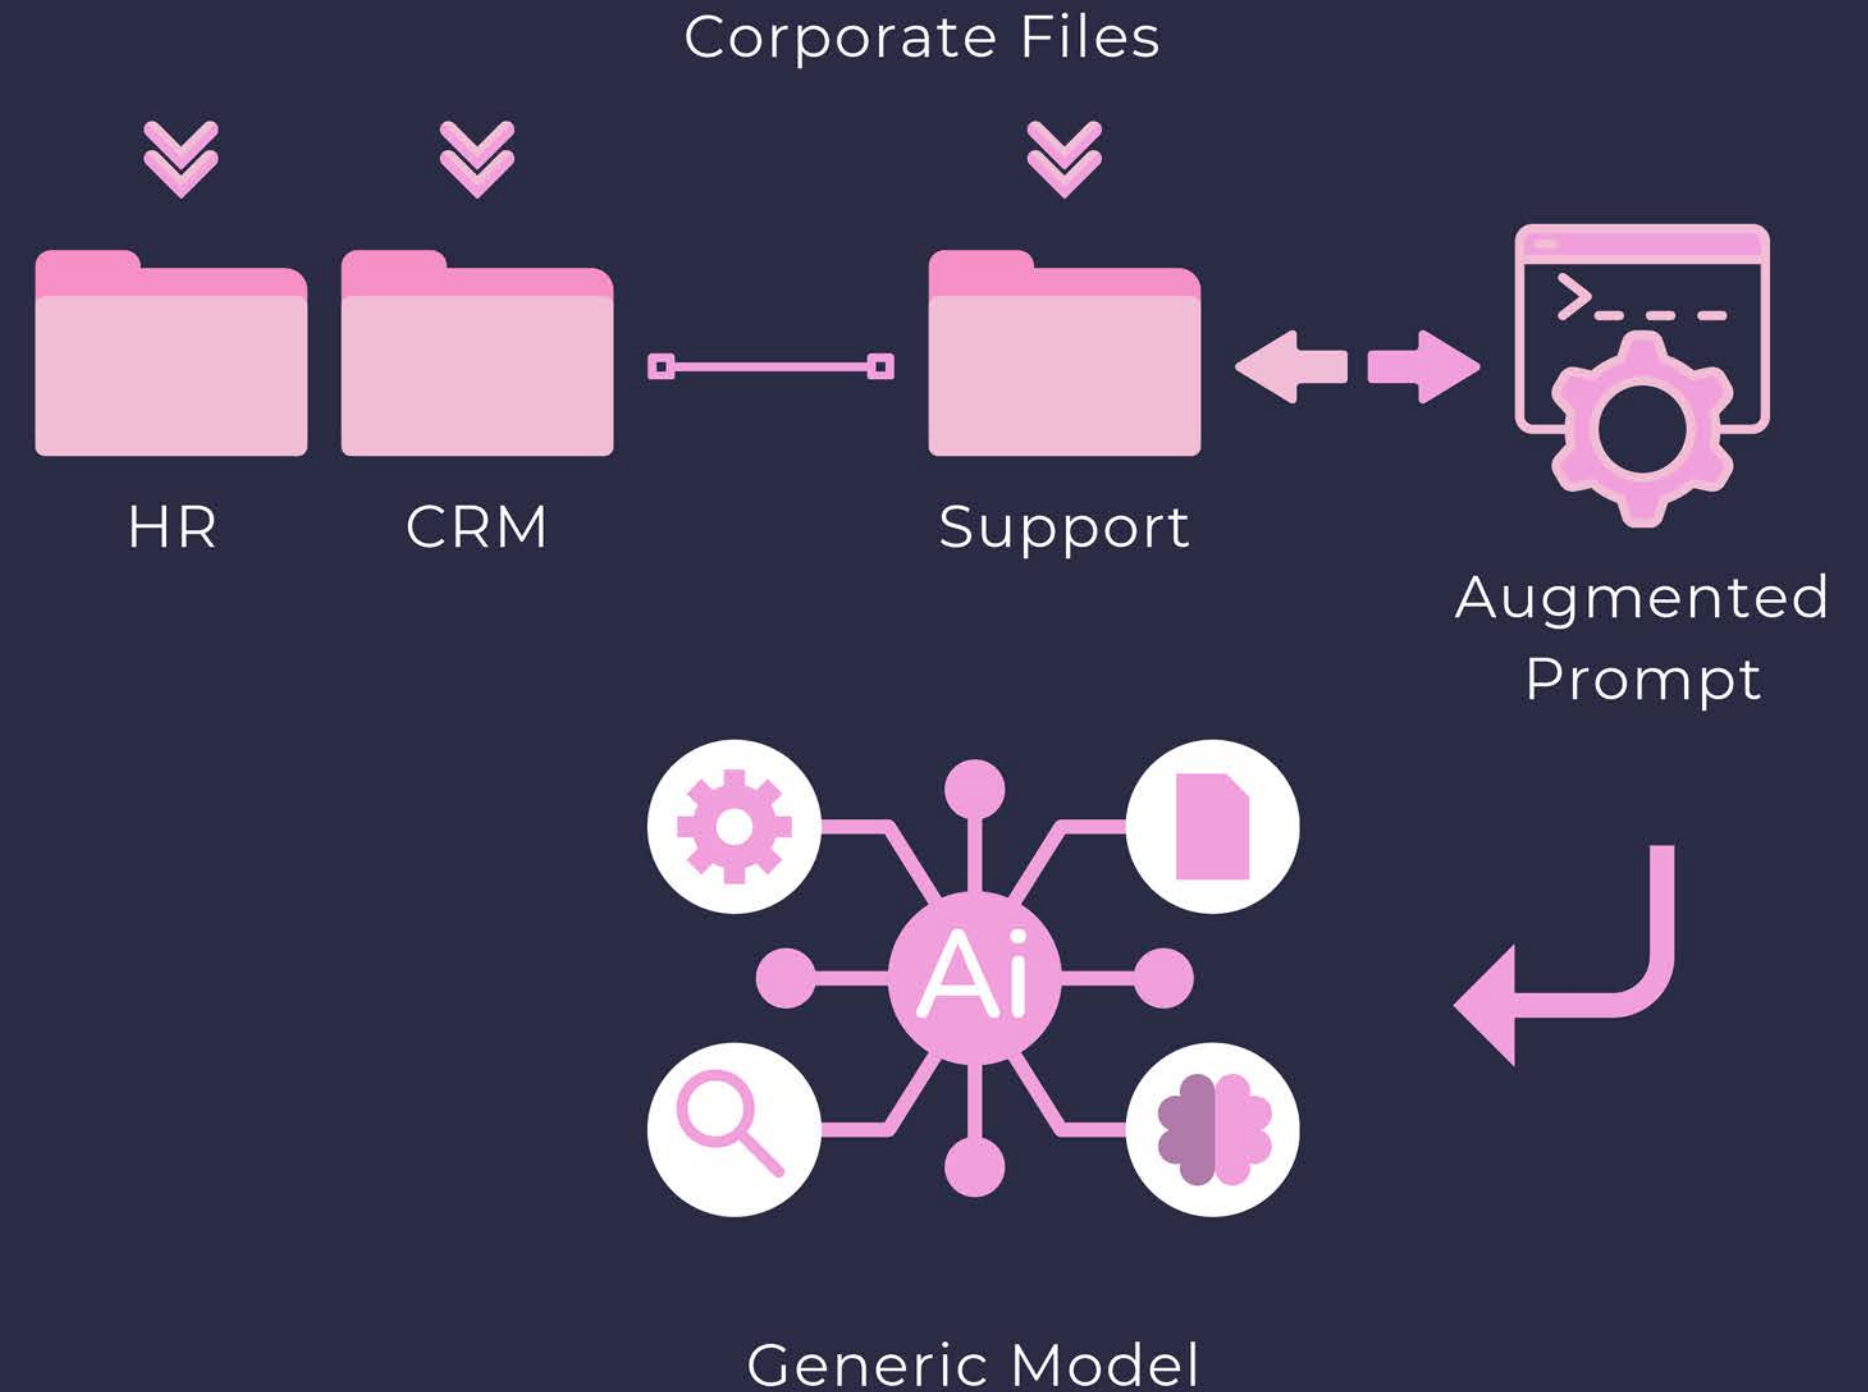 Corporate Files
HR
CRM
Support
Augmented
Prompt
Ai
Generic Model